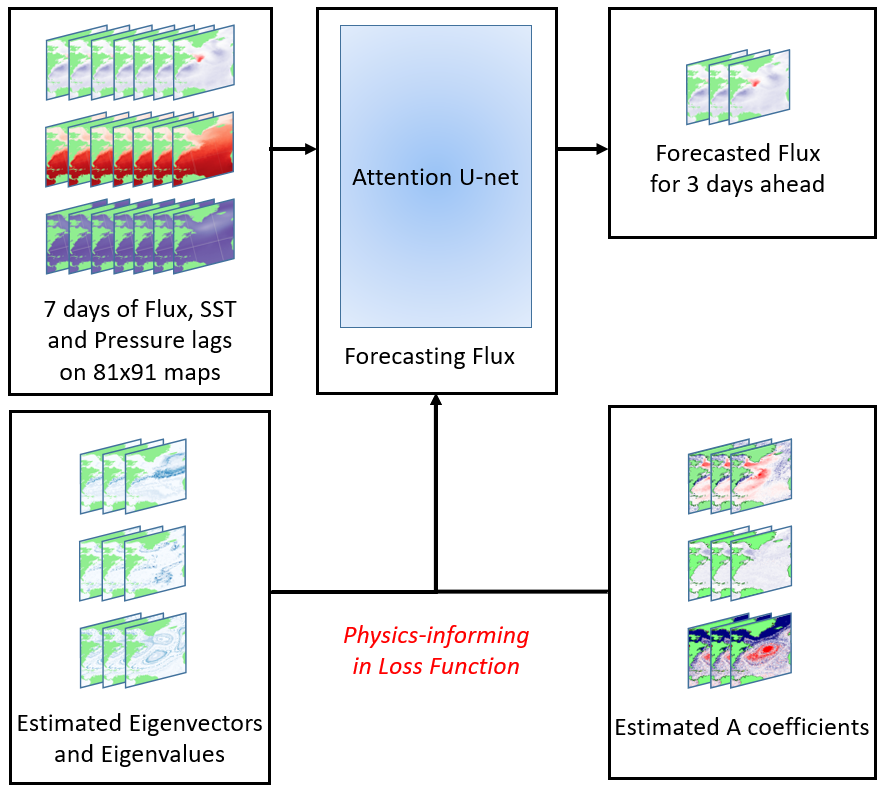 7 days of Flux, SST
and Pressure lags
on 81x91 maps
Attention U-net
Forecasting Flux
Forecasted Flux
for 3 days ahead
Estimated Eigenvectors
and Eigenvalues
Physics-informing
in Loss Function
Estimated A coefficients